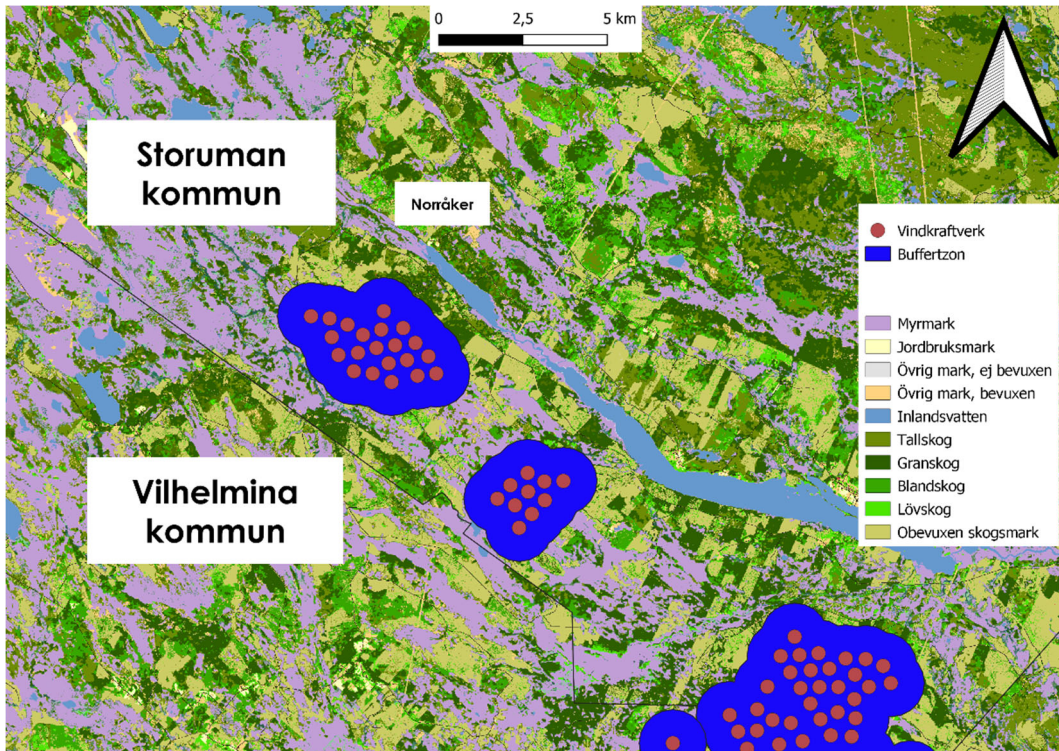 0 2,5 5 km
Storuman
kommun
Norråker
Vindkraftverk
Buffertzon
Myrmark
Jordbruksmark
Övrig mark, ej bevuxen
Övrig mark, bevuxen
Inlandsvatten
Tallskog
Granskog
Blandskog
Lövskog
Obevuxen skogsmark
Vilhelmina
kommun